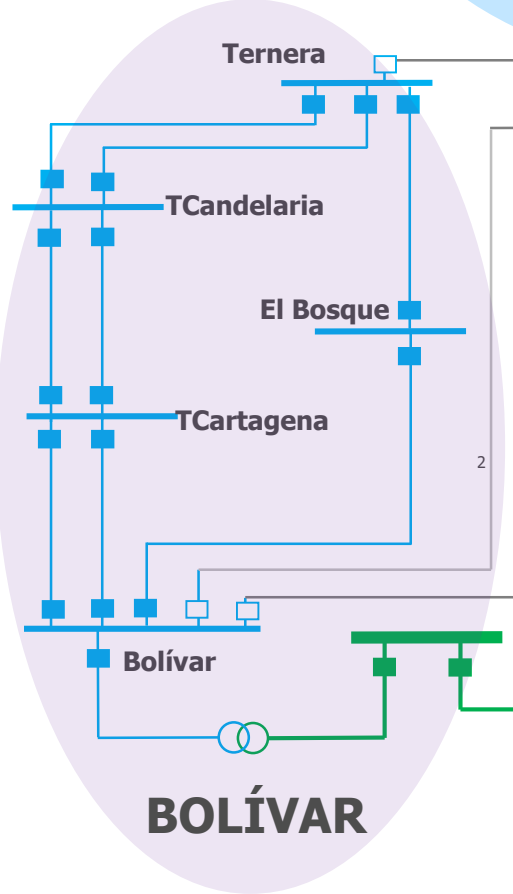 Ternera
TCandelaria
El Bosque
TCartagena
2
Bolívar
BOLÍVAR